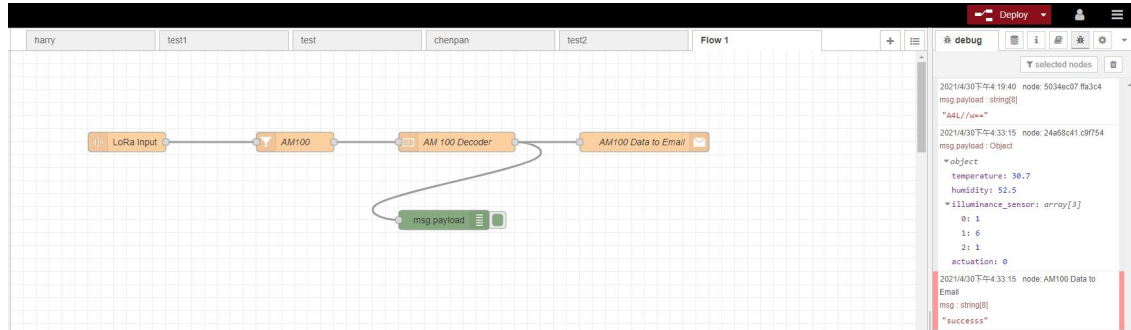 Deploy
harry
test1
test
chenpan
test2
Flow 1
debug
i
selected nodes
2021/4/30下午4:19:40 node: 5034ec07.ffa3c4
msg.payload : string[8]
"A4L//w=="
2021/4/30下午4:33:15 node: 24a68c41.c9f754
msg.payload : Object
object
temperature: 30.7
humidity: 52.5
illuminance_sensor: array[3]
0: 1
1: 6
2: 1
actuation: 0
2021/4/30下午4:33:15 node: AM100 Data to
Email
msg : string[8]
"successs"
LoRa Input
AM100
AM 100 Decoder
AM100 Data to Email
msg.payload